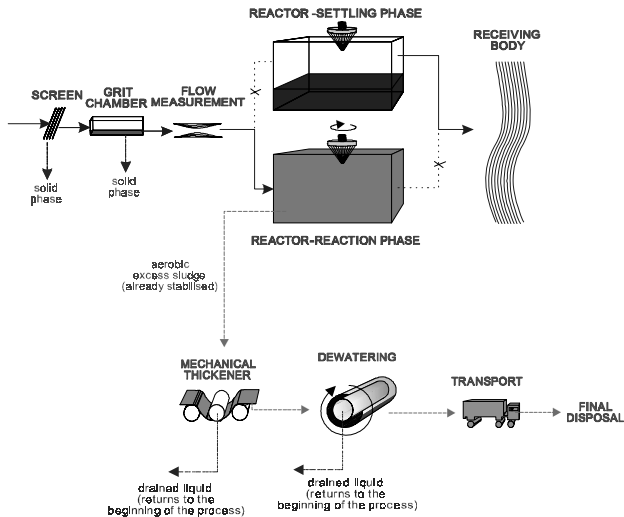 REACTOR -SETTLING PHASE
RECEIVING
BODY
SCREEN
GRIT
CHAMBER
FLOW
MEASUREMENT
X
X
solid
phase
solid
phase
REACTOR-REACTION PHASE
aerobic
excess sludge
(already stabilised)
MECHANICAL
THICKENER
DEWATERING
TRANSPORT
FINAL
DISPOSAL
drained liquid
(returns to the
beginning of the process)
drained liquid
(returns to the
beginning of the process)